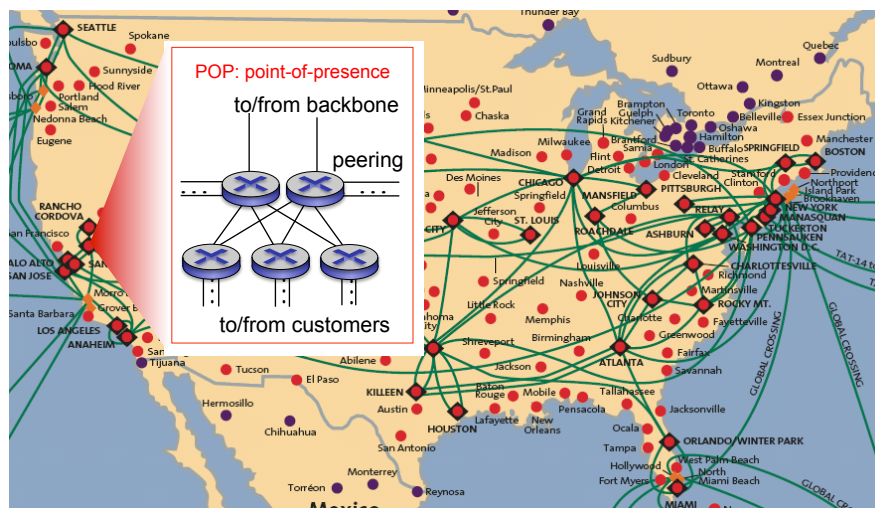 Thunder Bay
SEATTLE
Spokane
Sudbury
Quebec
Montreal
Ottawa
Kingston
Belleville
Essex Junction
Sunnyside
Hood River
Portland
Salem
Nedonna Beach
Eugene
POP: point-of-presence
to/from backbone
peering
to/from customers
Minneapolis/St.Paul
Chaska
Grand
Rapids
Brampton
Guelph
Kitchener
Brantford
Sarnia
Toronto
Oshawa
Hamilton
Buffalo
St. Catherines
London
SPRINGFIELD
Manchester
BOSTON
Milwaukee
Madison
Flint
Detroit
Cleveland
Stamford
Clinton
Northport
Island Park
Brookhaven
Des Moines
CHICAGO
MANSFIELD
PITTSBURGH
NEW YORK
MANASQUAN
TUCKERTON
PENNSAUKEN
WASHINGTON D.C
RELAY
ASHBURN
RANCHO
CORDOVA
Springfield
Columbus
Jefferson
City
CITY
ST. LOUIS
ROACHDALE
SAN JOSE
Louisville
CHARLOTTESVILLE
Richmond
TAT-14 to
Santa Barbara
Springfield
Nashville
JOHNSON
CITY
Martinsville
ROCKY MT.
LOS ANGELES
ANAHEIM
Little Rock
Memphis
Charlotte
Fayetteville
Greenwood
Tijuana
Abilene
Shreveport
Birmingham
Jackson
ATLANTA
Fairfax
Savannah
GLOBAL CROSSING
GLOBAL CROSSING
Tucson
El Paso
KILLEEN
Austin
Baton
Rouge
Mobile
Tallahassee
Hermosillo
HOUSTON
Lafayette
New
Orleans
Pensacola
Jacksonville
Chihuahua
San Antonio
Ocala
Tampa
ORLANDO/WINTER PARK
West Palm Beach
Hollywood
North
Miami Beach
Fort Myers
Monterrey
Torréon
Reynosa
MIAMI
Mexico